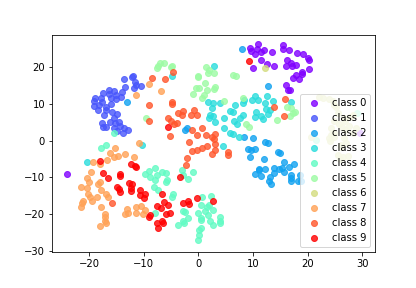 20
10
0
−10
−20
−30
−20
−10
0
10
20
30
class 0
class 1
class 2
class 3
class 4
class 5
class 6
class 7
class 8
class 9